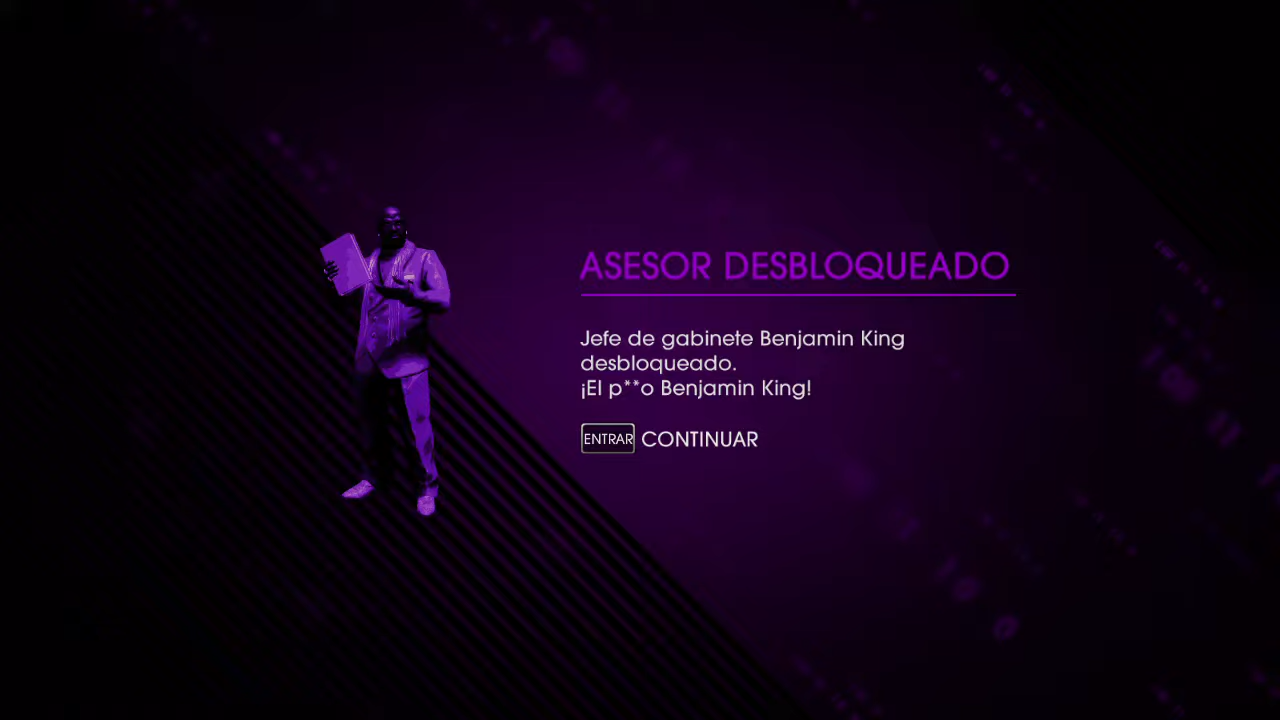 ASESOR DESBLOQUEADO
Jefe de gabinete Benjamin King
desbloqueado.
¡El p**o Benjamin King!
ENTRAR CONTINUAR